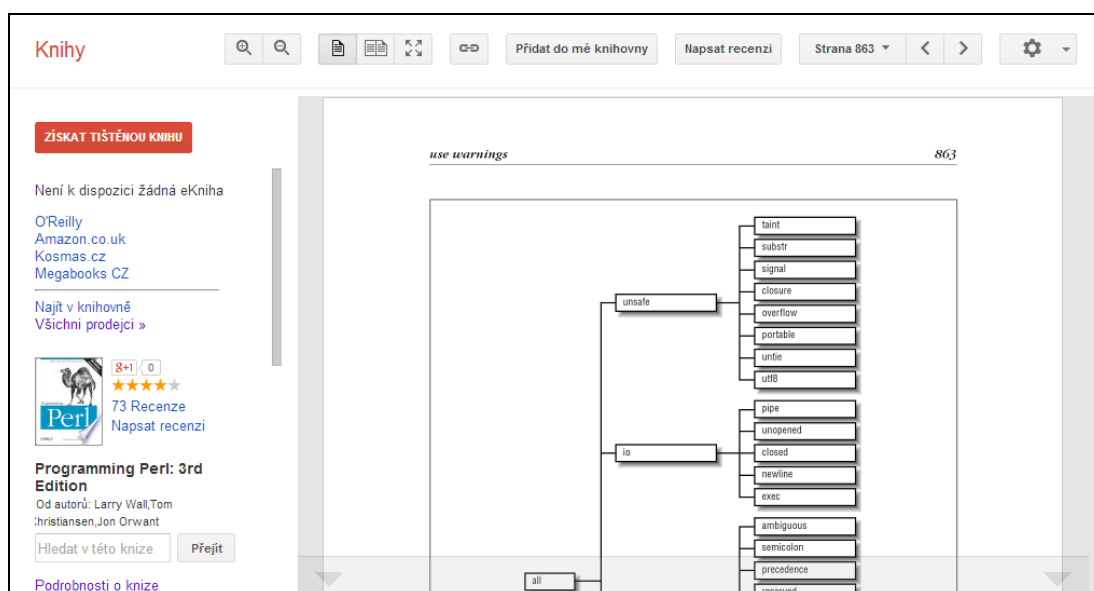 Knihy
Přidat do mé knihovny
Napsat recenzi
Strana 863
ZÍSKAT TIŠTĚNOU KNIHU
Není k dispozici žádná eKniha
O'Reilly
Amazon.co.uk
Kosmas.cz
Megabooks CZ
Najít v knihovně
Všichni prodejci »
g+1 0
73 Recenze
Napsat recenzi
Perl
Programming Perl: 3rd
Edition
Od autorů: Larry Wall,Tom
Christiansen,Jon Orwant
Hledat v této knize
Přejít
Podrobnosti o knize
use warnings 863
taint
substr
signal
closure
unsafe
overflow
portable
untie
utf8
pipe
unopened
io
closed
newline
exec
ambiguous
semicolon
precedence
all
reserved